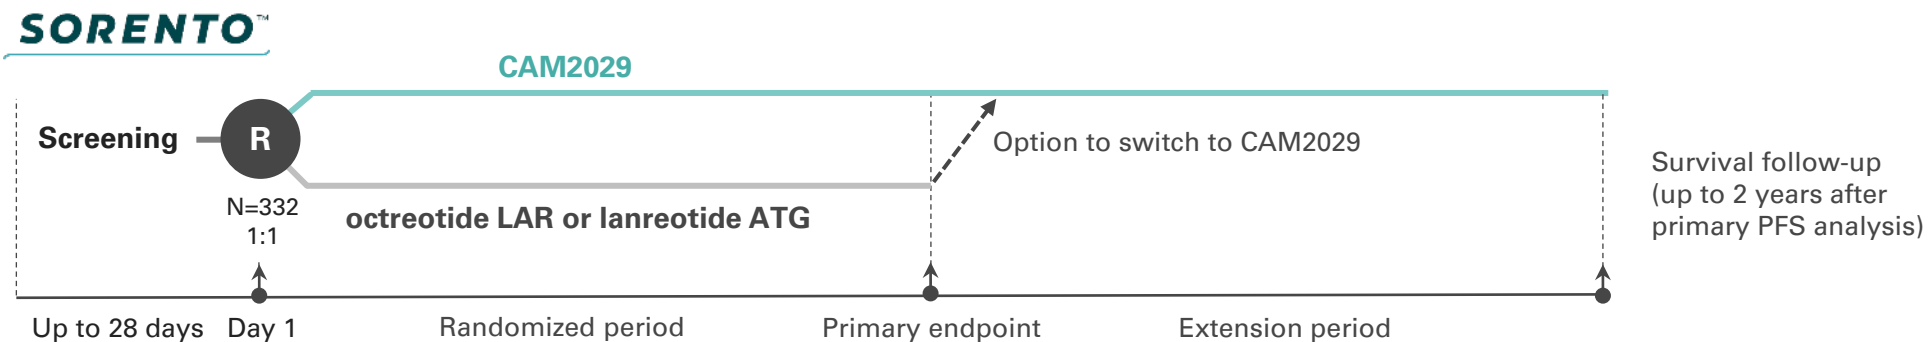 SORENTO™
CAM2029
Screening
R
Option to switch to CAM2029
N=332
1:1
octreotide LAR or lanreotide ATG
Survival follow-up
(up to 2 years after
primary PFS analysis)
Up to 28 days
Day 1
Randomized period
Primary endpoint
Extension period